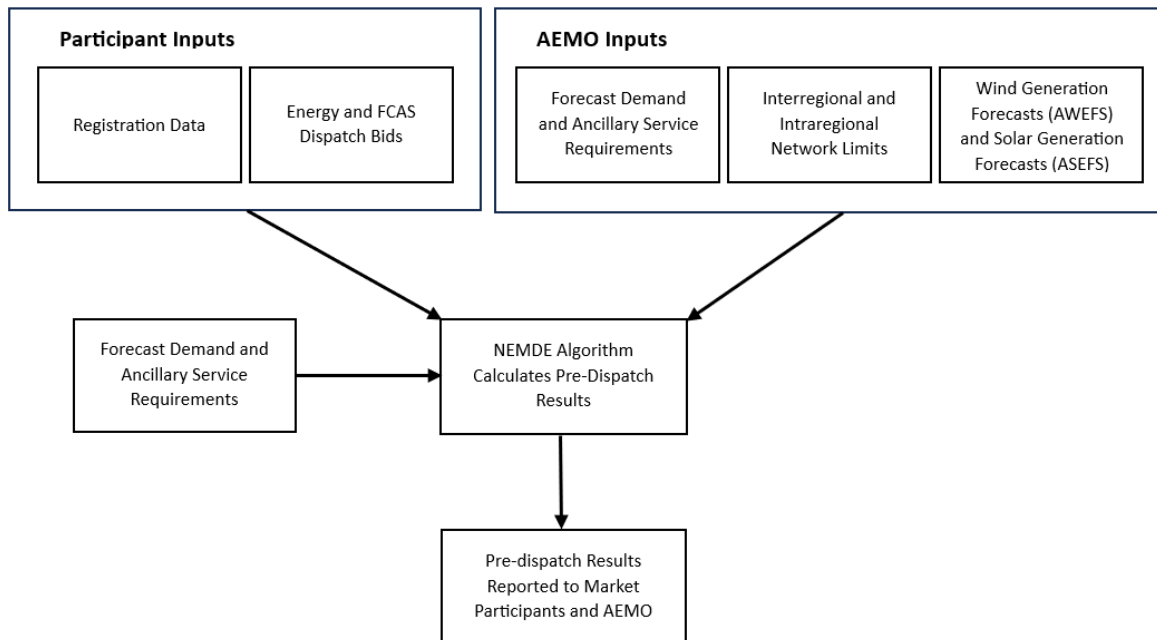 Participant Inputs
Registration Data
Energy and FCAS
Dispatch Bids
AEMO Inputs
Forecast Demand
and Ancillary Service
Requirements
Interregional and
Intraregional
Network Limits
Wind Generation
Forecasts (AWEFS)
and Solar Generation
Forecasts (ASEFS)
Forecast Demand and
Ancillary Service
Requirements
NEMDE Algorithm
Calculates Pre-Dispatch
Results
Pre-dispatch Results
Reported to Market
Participants and AEMO